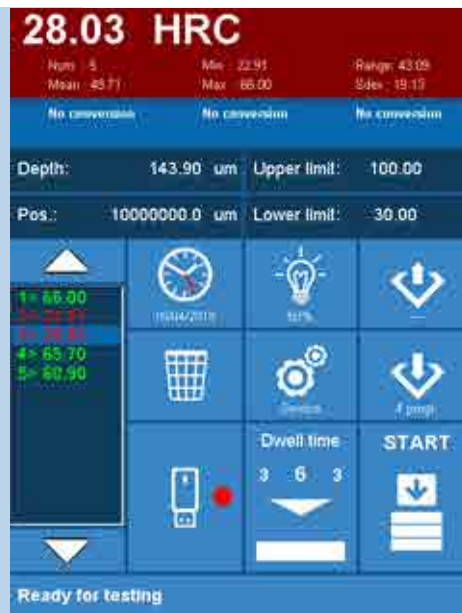 28.03 HRC
Num : 5 Min : 22.91 Range: 43.09
Mean : 48.71 Max : 66.00 Sdev : 19.13
No conversion No conversion No conversion
Depth: 143.90 um Upper limit: 100.00
Pos.: 10000000.0 um Lower limit: 30.00
1> 66.00
4> 65.70
5> 60.90
Dwell time START
3 6 3
Ready for testing